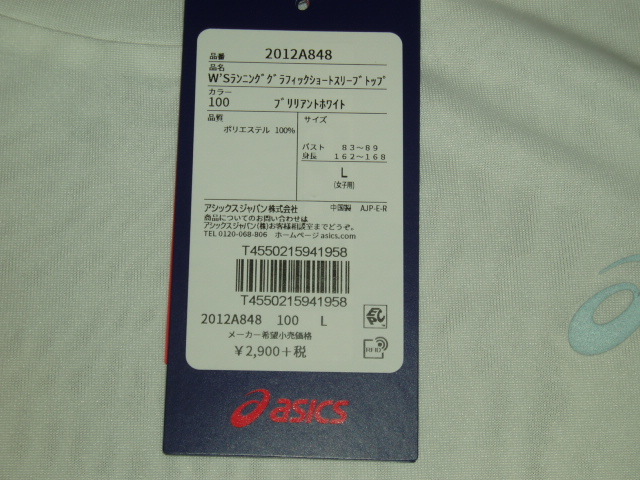 品番 2012A848
品名
W'Sランニンググラフィックショートスリーブトップ
カラー
100 ブリリアントホワイト
品質
ポリエステル 100%
サイズ
バスト 83～89
身長 162～168
L
(女子用)
アシックスジャパン株式会社 中国製 AJP-E-R
商品についてのお問い合わせは
アシックスジャパン(株)お客様相談室までどうぞ。
TEL 0120-068-806 ホームページasics.com
T4550215941958
T4550215941958
2012A848 100 L
メーカー希望小売価格
¥2,900+税
RFID
asics